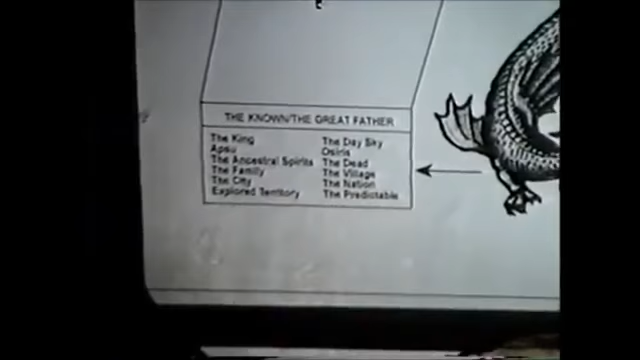 THE KNOWN/THE GREAT FATHER
The King The Day Sky
Apsu Osiris
The Ancestral Spirits The Dead
The Family The Village
The City The Nation
Explored Territory The Predictable